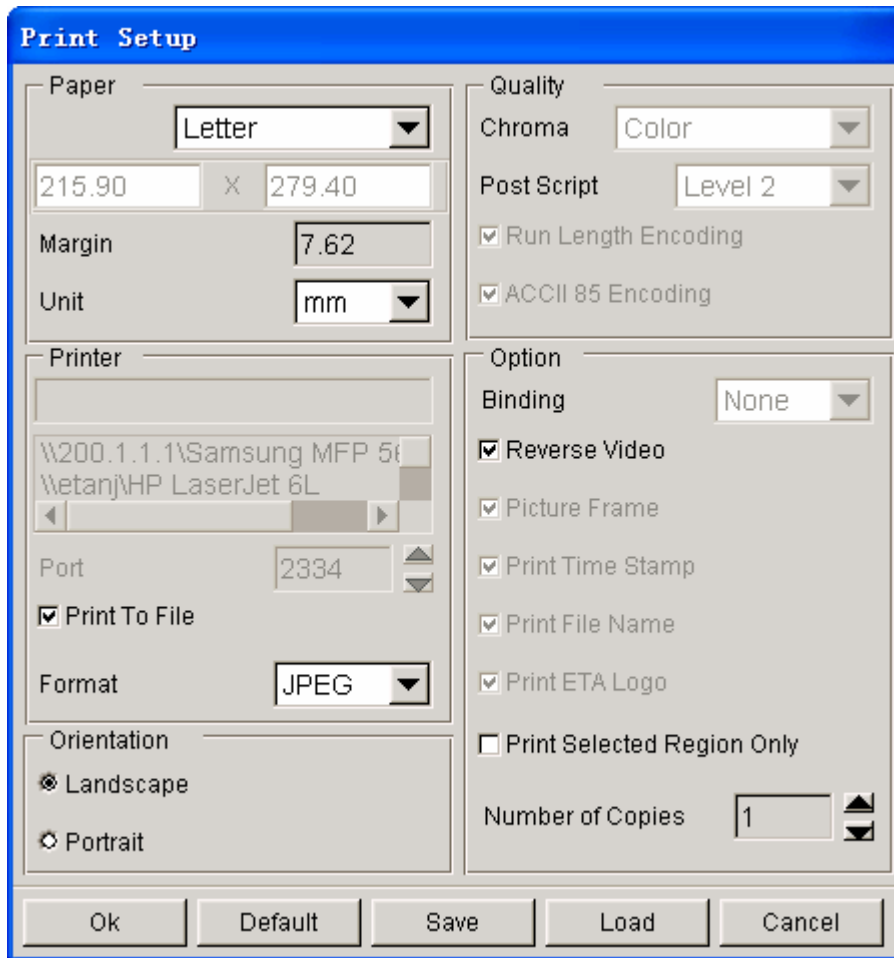 Print Setup
Paper
Letter
215.90 X 279.40
Margin 7.62
Unit mm
Printer
\\200.1.1.1\Samsung MFP
\\etanj\HP LaserJet 6L
Port 2334
Print To File
Format JPEG
Orientation
Landscape
Portrait
Quality
Chroma Color
Post Script Level 2
Run Length Encoding
ACCII 85 Encoding
Option
Binding None
Reverse Video
Picture Frame
Print Time Stamp
Print File Name
Print ETA Logo
Print Selected Region Only
Number of Copies 1
Ok Default Save Load Cancel